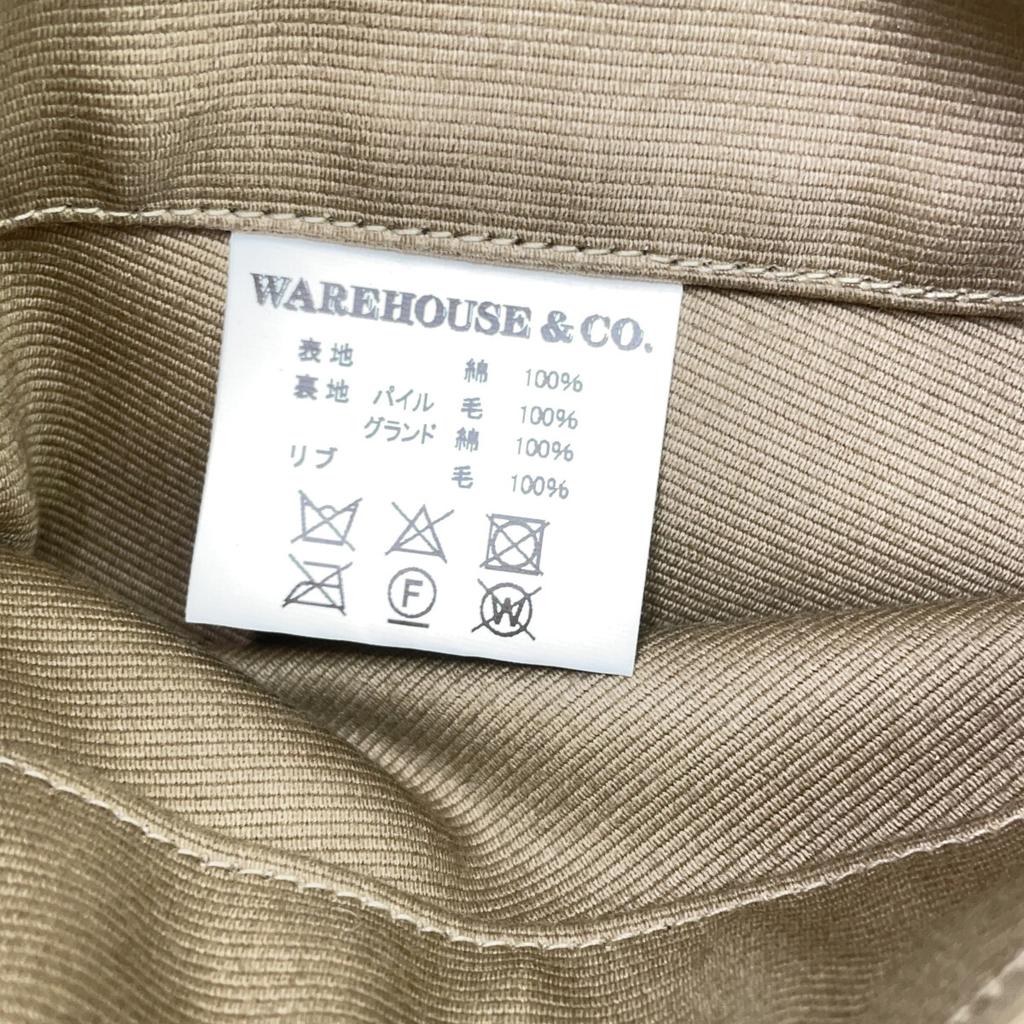 WAREHOUSE & CO.
表地 綿 100%
裏地 パイル 毛 100%
グランド 綿 100%
リブ 毛 100%
F W